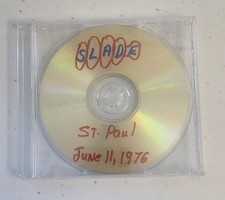 SLADE
ST. Paul
June 11, 1976